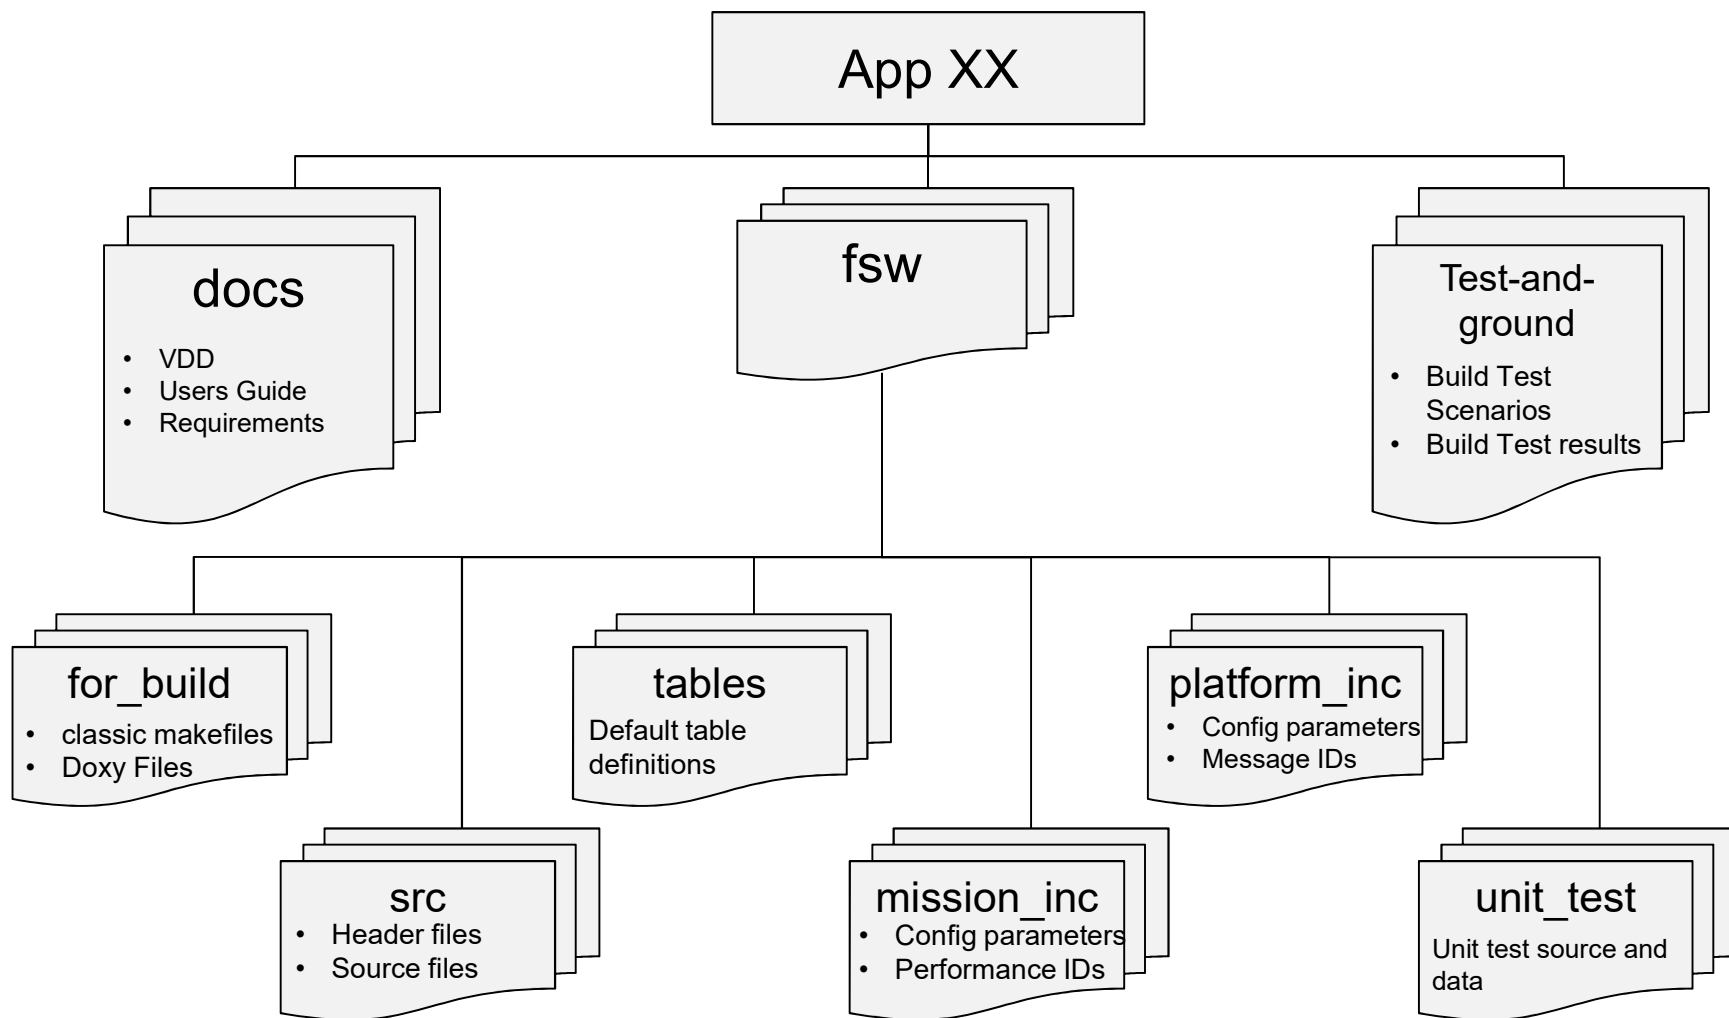 App XX
docs
• VDD
• Users Guide
• Requirements
fsw
Test-and-
ground
• Build Test
Scenarios
• Build Test results
for_build
• classic makefiles
• Doxy Files
tables
Default table
definitions
platform_inc
• Config parameters
• Message IDs
src
• Header files
• Source files
mission_inc
• Config parameters
• Performance IDs
unit_test
Unit test source and
data